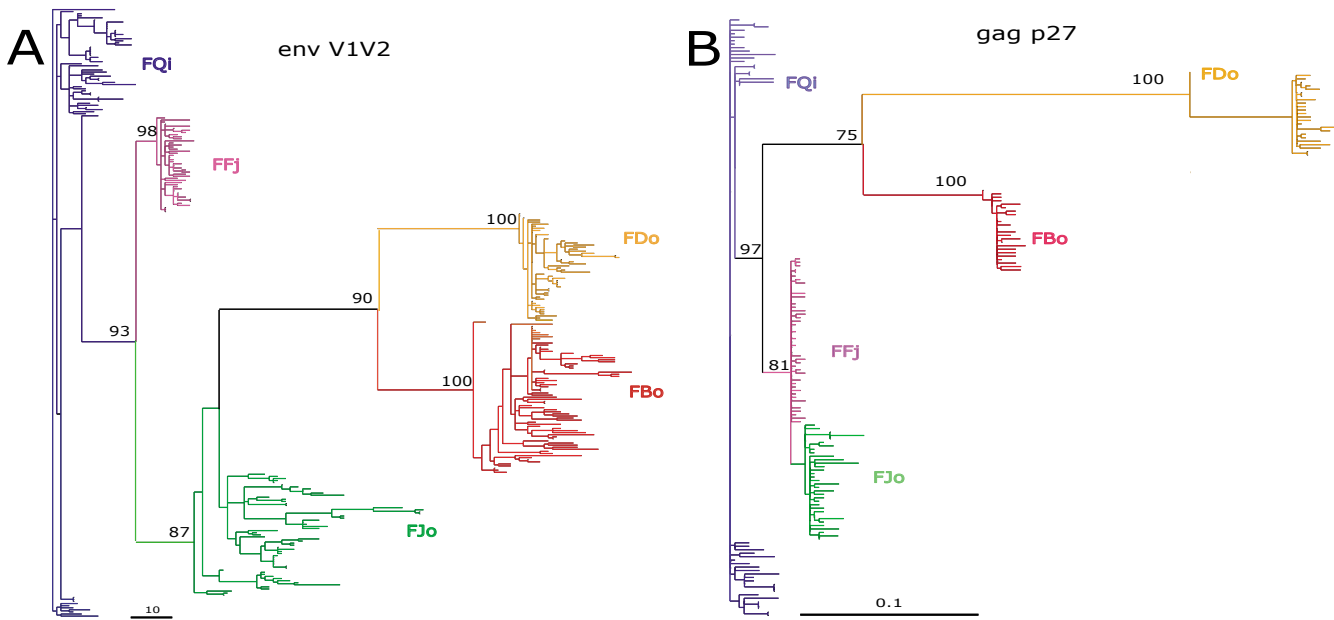 A
env V1V2
FQi
98
FFj
100
FDo
90
93
100
FBo
87
FJo
10
B
gag p27
FQi
100
FDo
75
100
FBo
97
FFj
81
FJo
0.1